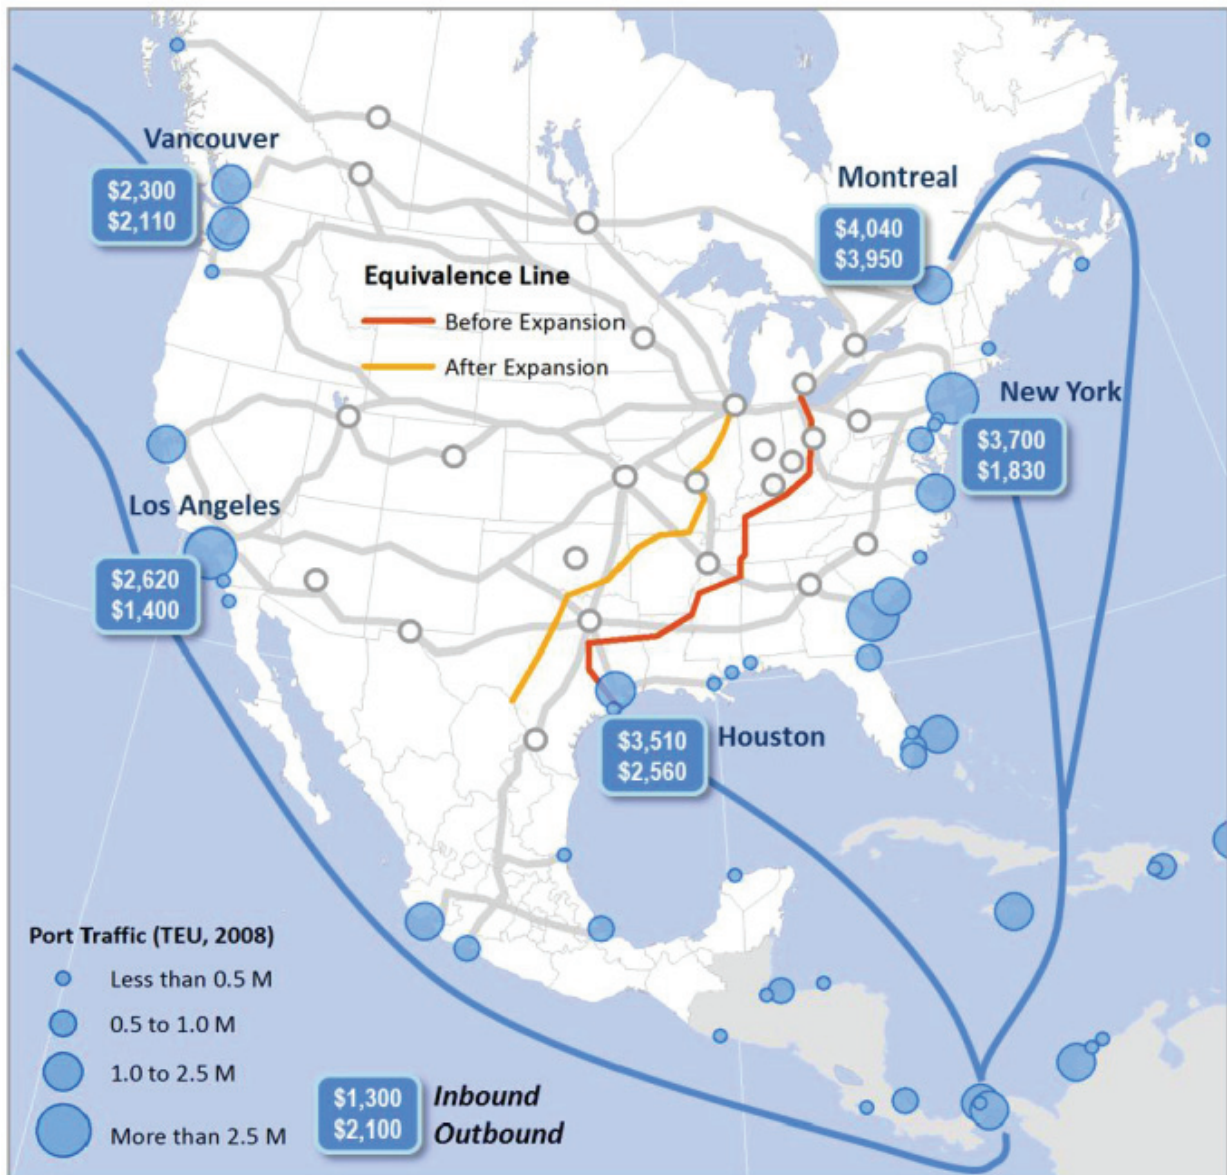 Vancouver
$2,300
$2,110
Montreal
$4,040
$3,950
Equivalence Line
Before Expansion
After Expansion
New York
$3,700
$1,830
Los Angeles
$2,620
$1,400
Houston
$3,510
$2,560
Port Traffic (TEU, 2008)
Less than 0.5 M
0.5 to 1.0 M
1.0 to 2.5 M
More than 2.5 M
$1,300
$2,100
Inbound
Outbound